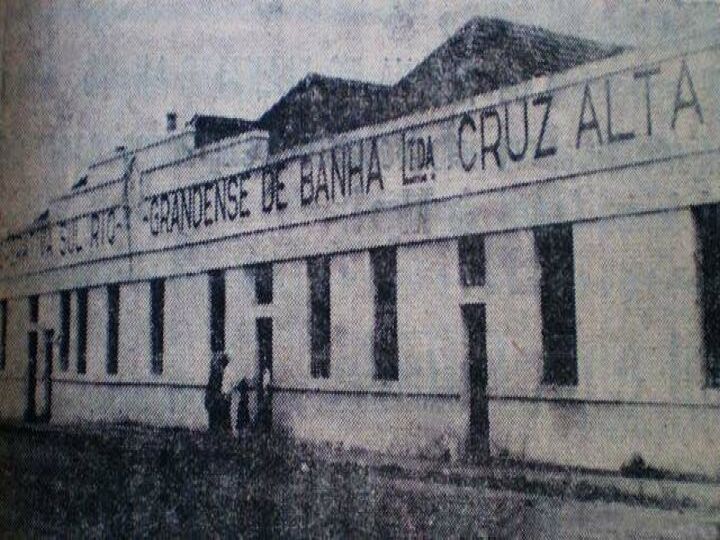 SUL RIO-GRANDENSE DE BANHA LTDA. CRUZ ALTA